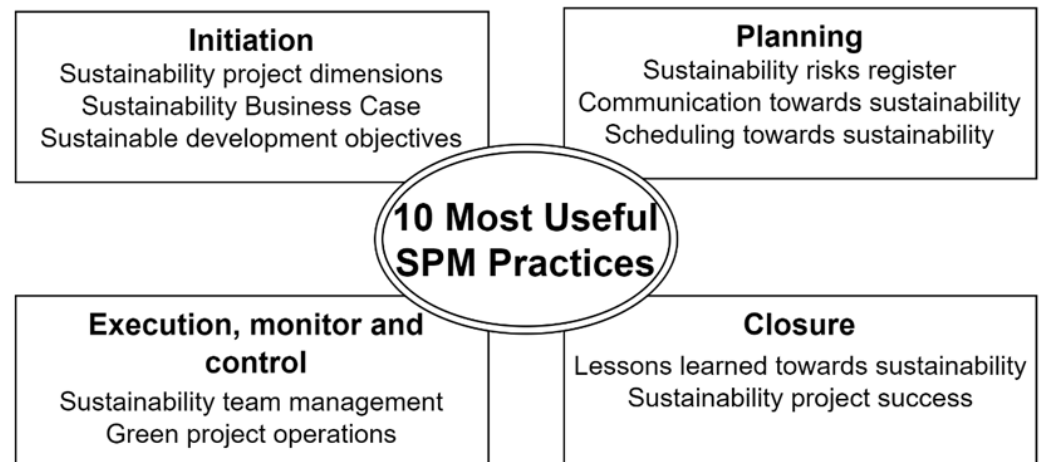 Initiation
Sustainability project dimensions
Sustainability Business Case
Sustainable development objectives
Planning
Sustainability risks register
Communication towards sustainability
Scheduling towards sustainability
10 Most Useful
SPM Practices
Execution, monitor and
control
Sustainability team management
Green project operations
Closure
Lessons learned towards sustainability
Sustainability project success